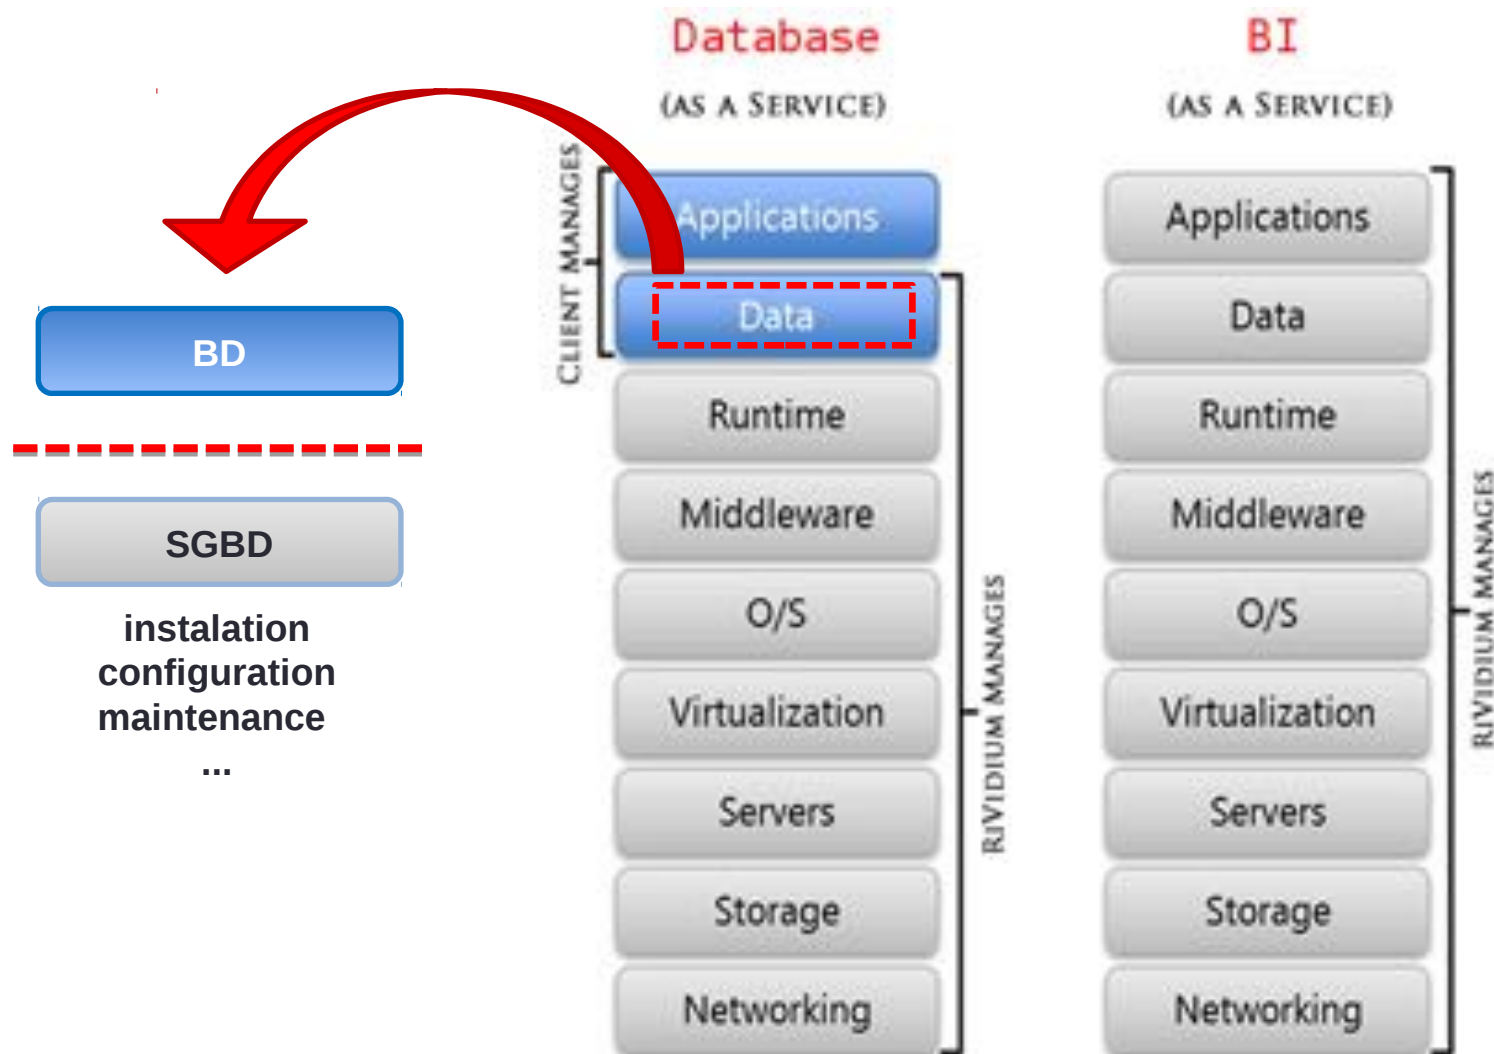 Database
(AS A SERVICE)
BI
(AS A SERVICE)
BD
SGBD
instalation
configuration
maintenance
...
CLIENT MANAGES
Applications
Data
Runtime
Middleware
O/S
Virtualization
Servers
Storage
Networking
RIVIDIUM MANAGES
Applications
Data
Runtime
Middleware
O/S
Virtualization
Servers
Storage
Networking
RIVIDIUM MANAGES